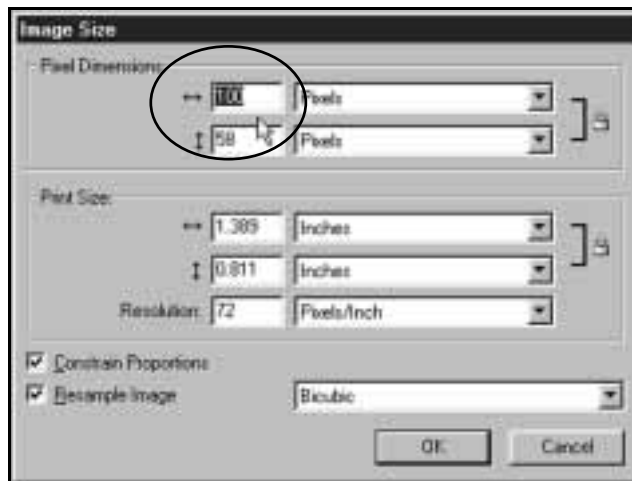 Image Size
Pixel Dimensions:
↔ 100 Pixels
↕ 58 Pixels
Print Size:
↔ 1.389 Inches
↕ 0.811 Inches
Resolution: 72 Pixels/Inch
Constrain Proportions
Resample Image Bicubic
OK Cancel